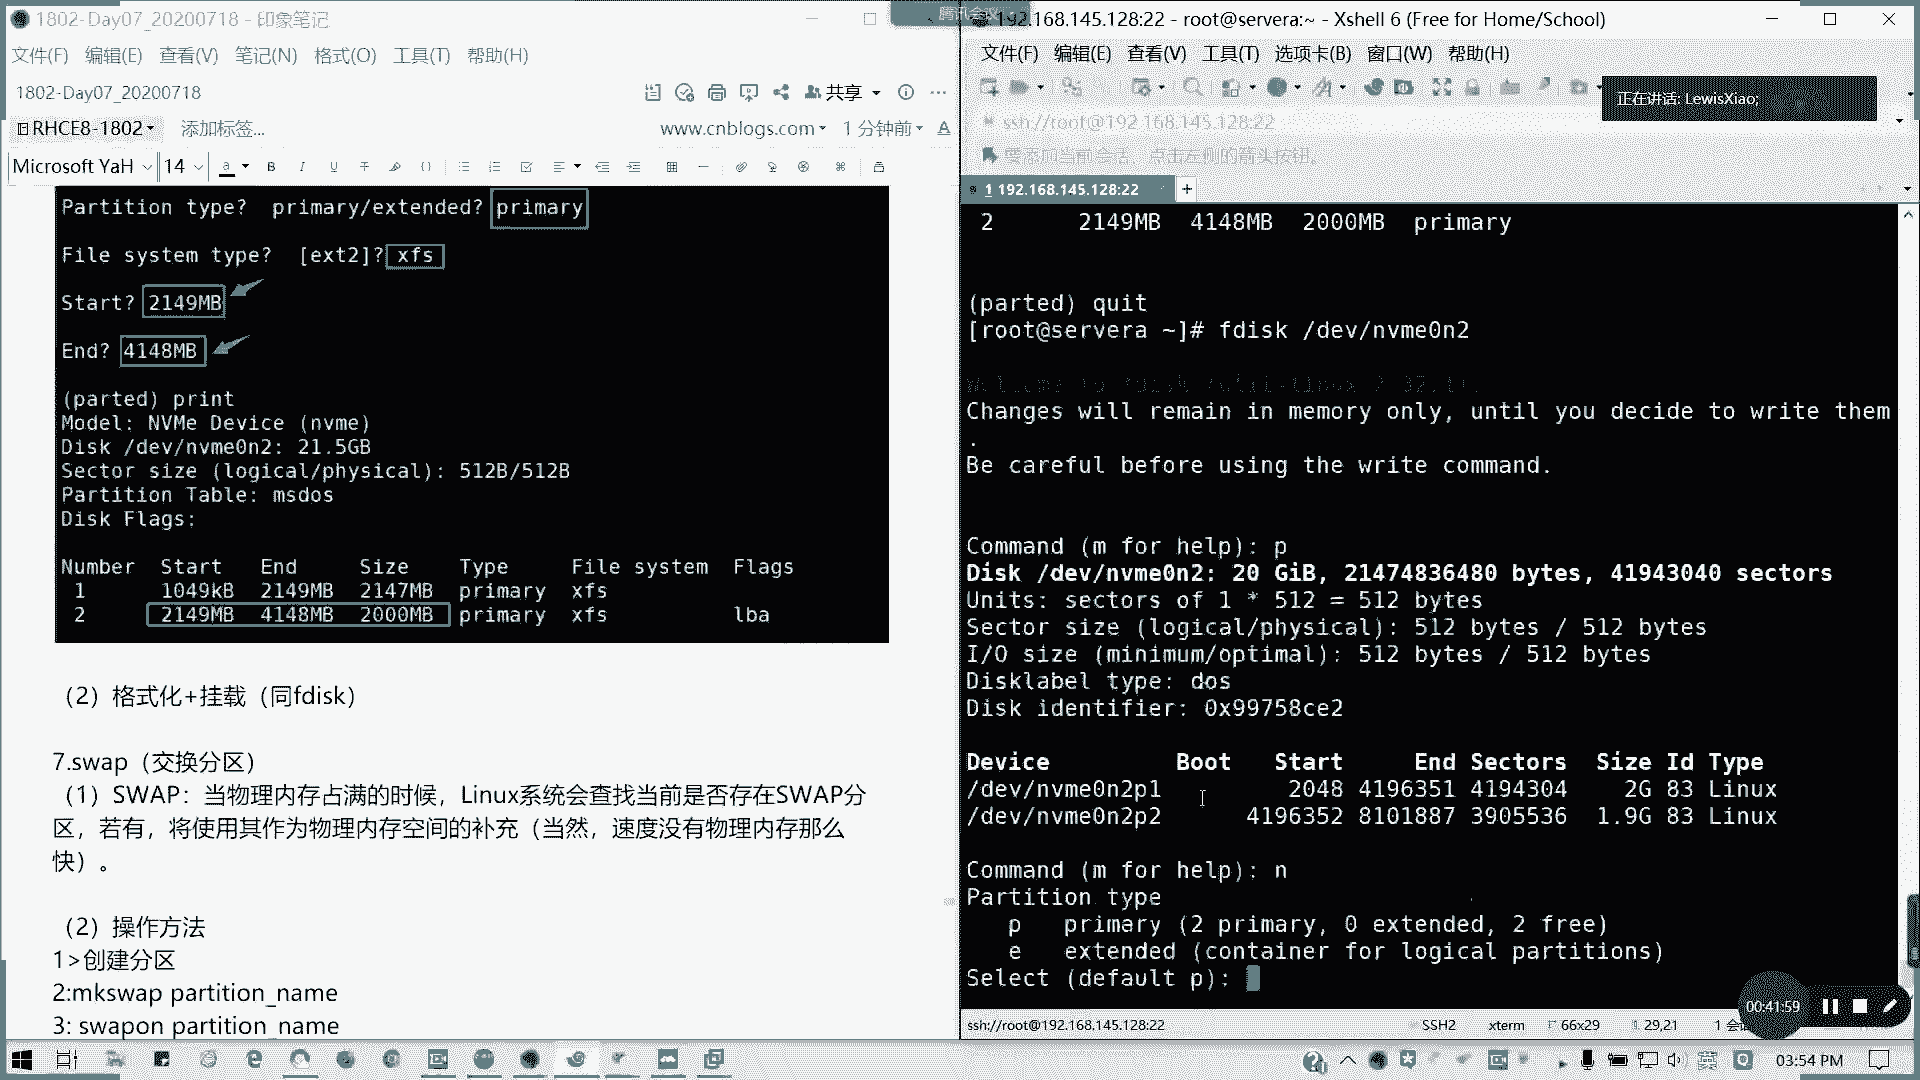 1802-Day07_20200718 - 印象笔记
文件(F) 编辑(E) 查看(V) 笔记(N) 格式(O) 工具(T) 帮助(H)
1802-Day07_20200718
共享
RHCE8-1802
添加标签...
www.cnblogs.com
1 分钟前
Microsoft YaH
14
Partition type?  primary/extended? primary
File system type?  [ext2]? xfs
Start? 2149MB
End? 4148MB
(parted) print
Model: NVMe Device (nvme)
Disk /dev/nvme0n2: 21.5GB
Sector size (logical/physical): 512B/512B
Partition Table: msdos
Disk Flags:
Number  Start  End  Size  Type  File system  Flags
1  1049kB  2149MB  2147MB  primary  xfs
2  2149MB  4148MB  2000MB  primary  xfs  lba
（2）格式化+挂载（同fdisk）
7.swap（交换分区）
（1）SWAP：当物理内存占满的时候，Linux系统会查找当前是否存在SWAP分
区，若有，将使用其作为物理内存空间的补充（当然，速度没有物理内存那么
快）。
（2）操作方法
1>创建分区
2:mkswap partition_name
3: swapon partition_name
腾讯会议
192.168.145.128:22 - root@servera:~ - Xshell 6 (Free for Home/School)
文件(F) 编辑(E) 查看(V) 工具(T) 选项卡(B) 窗口(W) 帮助(H)
正在讲话: LewisXiao;
ssh://root@192.168.145.128:22
要添加当前会话，点击左侧的箭头按钮。
1 192.168.145.128:22
2  2149MB  4148MB  2000MB  primary
(parted) quit
[root@servera ~]# fdisk /dev/nvme0n2
Welcome to fdisk (util-linux 2.32.1).
Changes will remain in memory only, until you decide to write them
.
Be careful before using the write command.
Command (m for help): p
Disk /dev/nvme0n2: 20 GiB, 21474836480 bytes, 41943040 sectors
Units: sectors of 1 * 512 = 512 bytes
Sector size (logical/physical): 512 bytes / 512 bytes
I/O size (minimum/optimal): 512 bytes / 512 bytes
Disklabel type: dos
Disk identifier: 0x99758ce2
Device  Boot  Start  End Sectors  Size Id Type
/dev/nvme0n2p1  2048 4196351 4194304  2G 83 Linux
/dev/nvme0n2p2  4196352 8101887 3905536  1.9G 83 Linux
Command (m for help): n
Partition type
p  primary (2 primary, 0 extended, 2 free)
e  extended (container for logical partitions)
Select (default p):
00:41:59
ssh://root@192.168.145.128:22
SSH2
xterm
66x29
29,21
英
03:54 PM